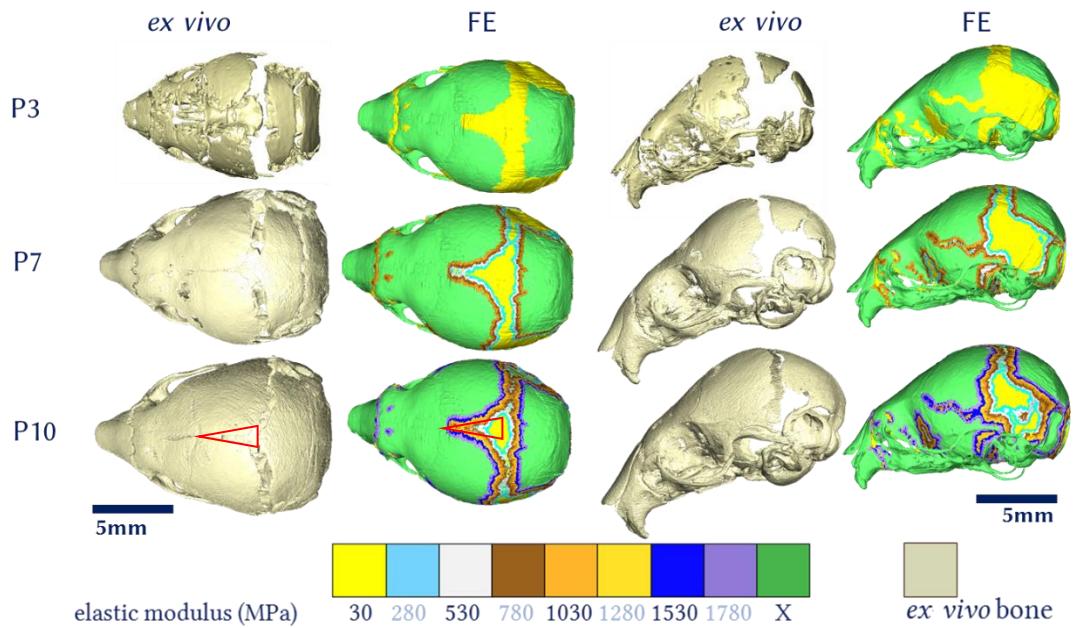 ex vivo FE ex vivo FE
P3
P7
P10
5mm 5mm
30 280 530 780 1030 1280 1530 1780 X
elastic modulus (MPa) ex vivo bone